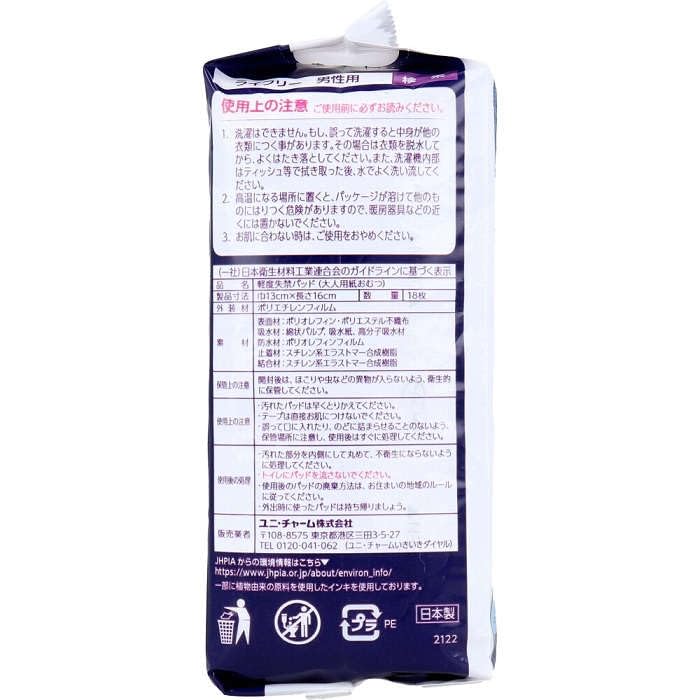 ライフリー 男性用 検索
使用上の注意 ご使用前に必ずお読みください。
1. 洗濯はできません。もし、誤って洗濯すると中身が他の
衣類につく事があります。その場合は衣類を脱水して
から、よくはたき落としてください。また、洗濯機内部
はティッシュ等で拭き取った後、水でよく洗い流してく
ださい。
2. 高温になる場所に置くと、パッケージが溶けて他のも
のにはりつく危険がありますので、暖房器具などの近
くには置かないでください。
3. お肌に合わない時は、ご使用をおやめください。
(一社)日本衛生材料工業連合会のガイドラインに基づく表示
品名 軽度失禁パッド(大人用紙おむつ)
製品寸法 巾13cm×長さ16cm 数量 18枚
外装材 ポリエチレンフィルム
素材 表面材:ポリオレフィン・ポリエステル不織布
吸水材:綿状パルプ、吸水紙、高分子吸水材
防水材:ポリオレフィンフィルム
止着材:スチレン系エラストマー合成樹脂
結合材:スチレン系エラストマー合成樹脂
保管上の注意 開封後は、ほこりや虫などの異物が入らないよう、衛生的
に保管してください。
使用上の注意 ・汚れたパッドは早くとりかえてください。
・テープは直接お肌につけないでください。
・誤って口に入れたり、のどに詰まらせることのないよう、
保管場所に注意し、使用後はすぐに処理してください。
使用後の処理 ・汚れた部分を内側にして丸めて、不衛生にならないよう
に処理してください。
・トイレにパッドを流さないでください。
・使用後のパッドの廃棄方法は、お住まいの地域のルール
に従ってください。
・外出時に使ったパッドは持ち帰りましょう。
販売業者 ユニ・チャーム株式会社
〒108-8575 東京都港区三田3-5-27
TEL 0120-041-062 (ユニ・チャームいきいきダイヤル)
JHPIA からの環境情報はこちら▼
https://www.jhpia.or.jp/about/environ_info/
一部に植物由来の原料を使用したインキを使用しております。
プラ PE
日本製
2122